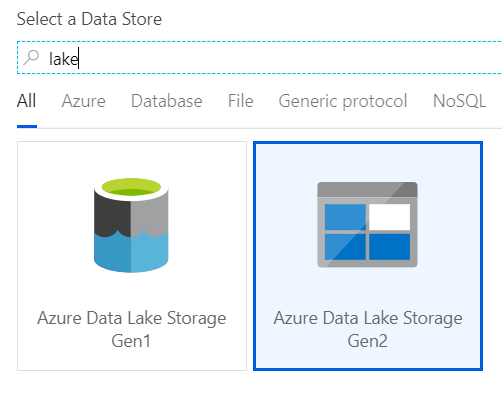 Select a Data Store
lake
All Azure Database File Generic protocol NoSQL
Azure Data Lake Storage
Gen1
Azure Data Lake Storage
Gen2